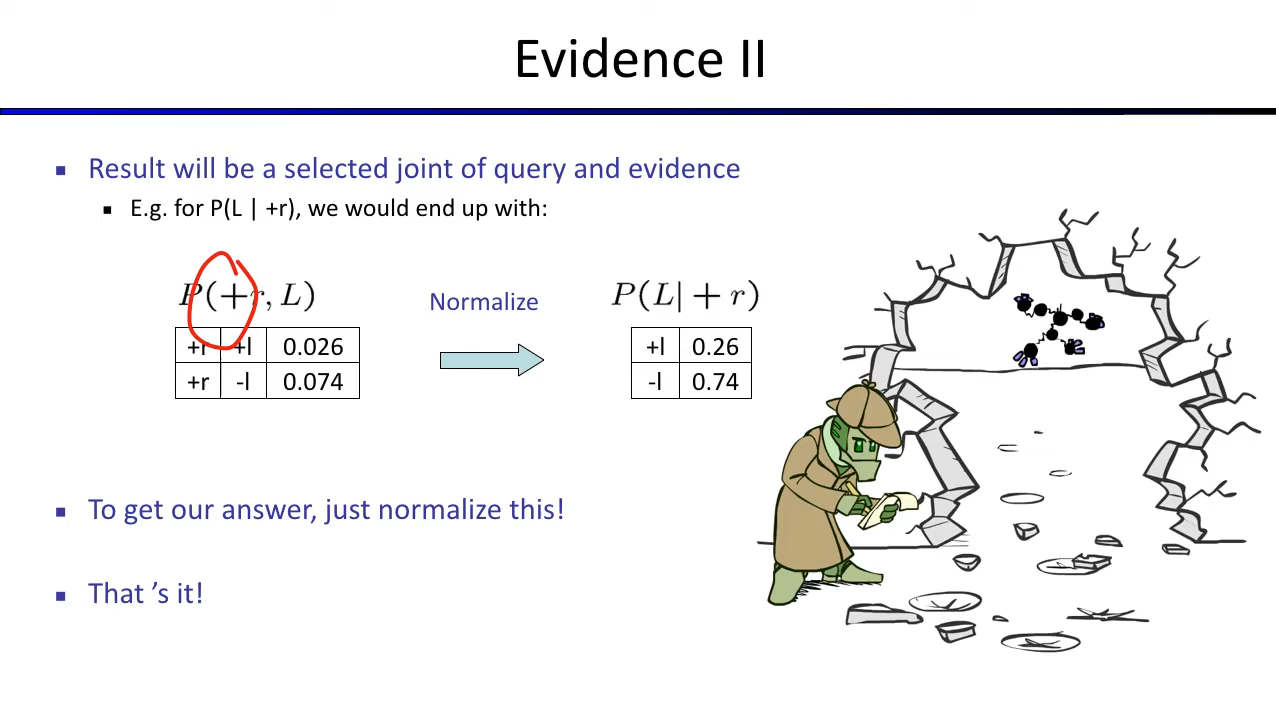 Evidence II
Result will be a selected joint of query and evidence
E.g. for P(L | +r), we would end up with:
P(+r, L)
Normalize
P(L| + r)
+r +l 0.026
+r -l 0.074
+l 0.26
-l 0.74
To get our answer, just normalize this!
That ’s it!